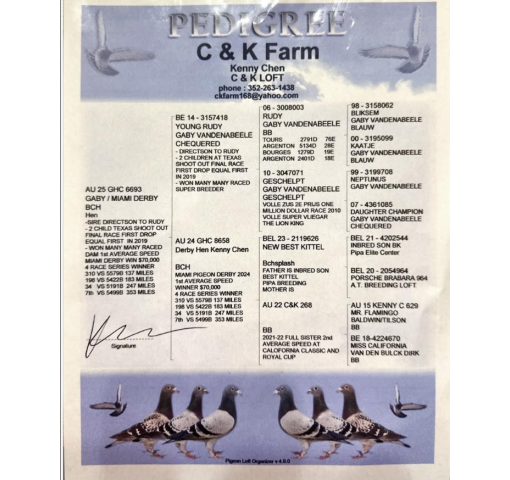 PEDIGREE
C & K Farm
Kenny Chen
C & K LOFT
phone : 352-263-1438
ckfarm168@yahoo.com
AU 25 GHC 6693
GABY / MIAMI DERBY
BCH
Hen
-SIRE DIRECTSON TO RUDY
- 2 CHILD TEXAS SHOOT OUT
FINAL RACE FIRST DROP
EQUAL FIRST IN 2019
- WON MANY MANY RACED
DAM 1st AVERAGE SPEED
MIAMI DERBY WIN $70,000
4 RACE SERIES WINNER
310 VS 5579B 137 MILES
198 VS 5422B 183 MILES
34 VS 5191B 247 MILES
7th VS 5499B 353 MILES
Signature
BE 14 - 3157418
YOUNG RUDY
GABY VANDENABEELE
CHEQUERED
- DIRECTSON TO RUDY
- 2 CHILDREN AT TEXAS
SHOOT OUT FINAL RACE
FIRST DROP EQUAL FIRST
IN 2019
- WON MANY MANY RACED
SUPER BREEDER
AU 24 GHC 8658
Derby Hen Kenny Chen
BCH
MIAMI PIGEON DERBY 2024
1st AVERAGE SPEED
WINNER $70,000
4 RACE SERIES WINNER
310 VS 5579B 137 MILES
198 VS 5422B 183 MILES
34 VS 5191B 247 MILES
7th VS 5499B 353 MILES
06 - 3008003
RUDY
GABY VANDENABEELE
BB
TOURS 2791D 76E
ARGENTON 5134D 28E
BOURGES 1279D 19E
ARGENTON 2401D 18E
10 - 3047071
GESCHELPT
GABY VANDENABEELE
GESCHELPT
VOLLE ZUS 2E PRIJS ONE
MILLION DOLLAR RACE 2010
VOLLE SUPER VLIEGAR
THE LION KING
BEL 23 - 2119626
NEW BEST KITTEL
Bchsplash
FATHER IS INBRED SON
BEST KITTEL
PIPA BREEDING
MOTHER IS
AU 22 C&K 268
BB
2021-22 FULL SISTER 2nd
AVERAGE SPEED AT
CALOFORNIA CLASSIC AND
ROYAL CUP
98 - 3158062
BLIKSEM
GABY VANDENABEELE
BLAUW
00 - 3195099
KAATJE
GABY VANDENABEELE
BLAUW
99 - 3199708
NEPTUNUS
GABY VANDENABEELE
07 - 4361085
DAUGHTER CHAMPION
GABY VANDENABEELE
CHEQUERED
BEL 21 - 4202544
INBRED SON BK
Pipa Elite Center
BEL 20 - 2054964
PORSCHE BRABARA 964
A.T. BREEDING LOFT
AU 15 KENNY C 629
MR. FLAMINGO
BALDWIN/TILSON
BB
BE 18-4224670
MISS CALIFORNIA
VAN DEN BULCK DIRK
BB
Pigeon Loft Organizer v 4.6.0